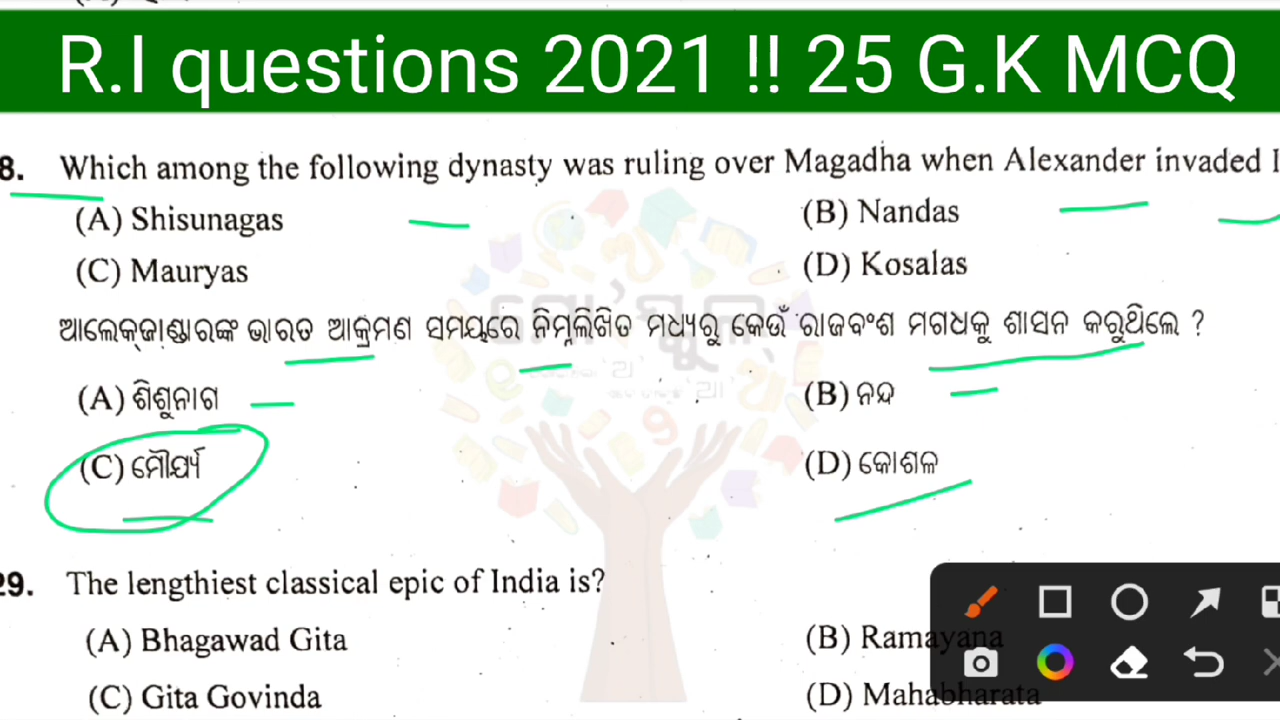 R.I questions 2021 !! 25 G.K MCQ
8. Which among the following dynasty was ruling over Magadha when Alexander invaded I
(A) Shisunagas
(B) Nandas
(C) Mauryas
(D) Kosalas
ଆଲେକ୍‌ଜାଣ୍ଡାରଙ୍କ ଭାରତ ଆକ୍ରମଣ ସମୟରେ ନିମ୍ନଲିଖିତ ମଧ୍ୟରୁ କେଉଁ ରାଜବଂଶ ମଗଧକୁ ଶାସନ କରୁଥିଲେ ?
(A) ଶିଶୁନାଗ
(B) ନନ୍ଦ
(C) ମୌର୍ଯ୍ୟ
(D) କୋଶଳ
29. The lengthiest classical epic of India is?
(A) Bhagawad Gita
(B) Ramayana
(C) Gita Govinda
(D) Mahabharata